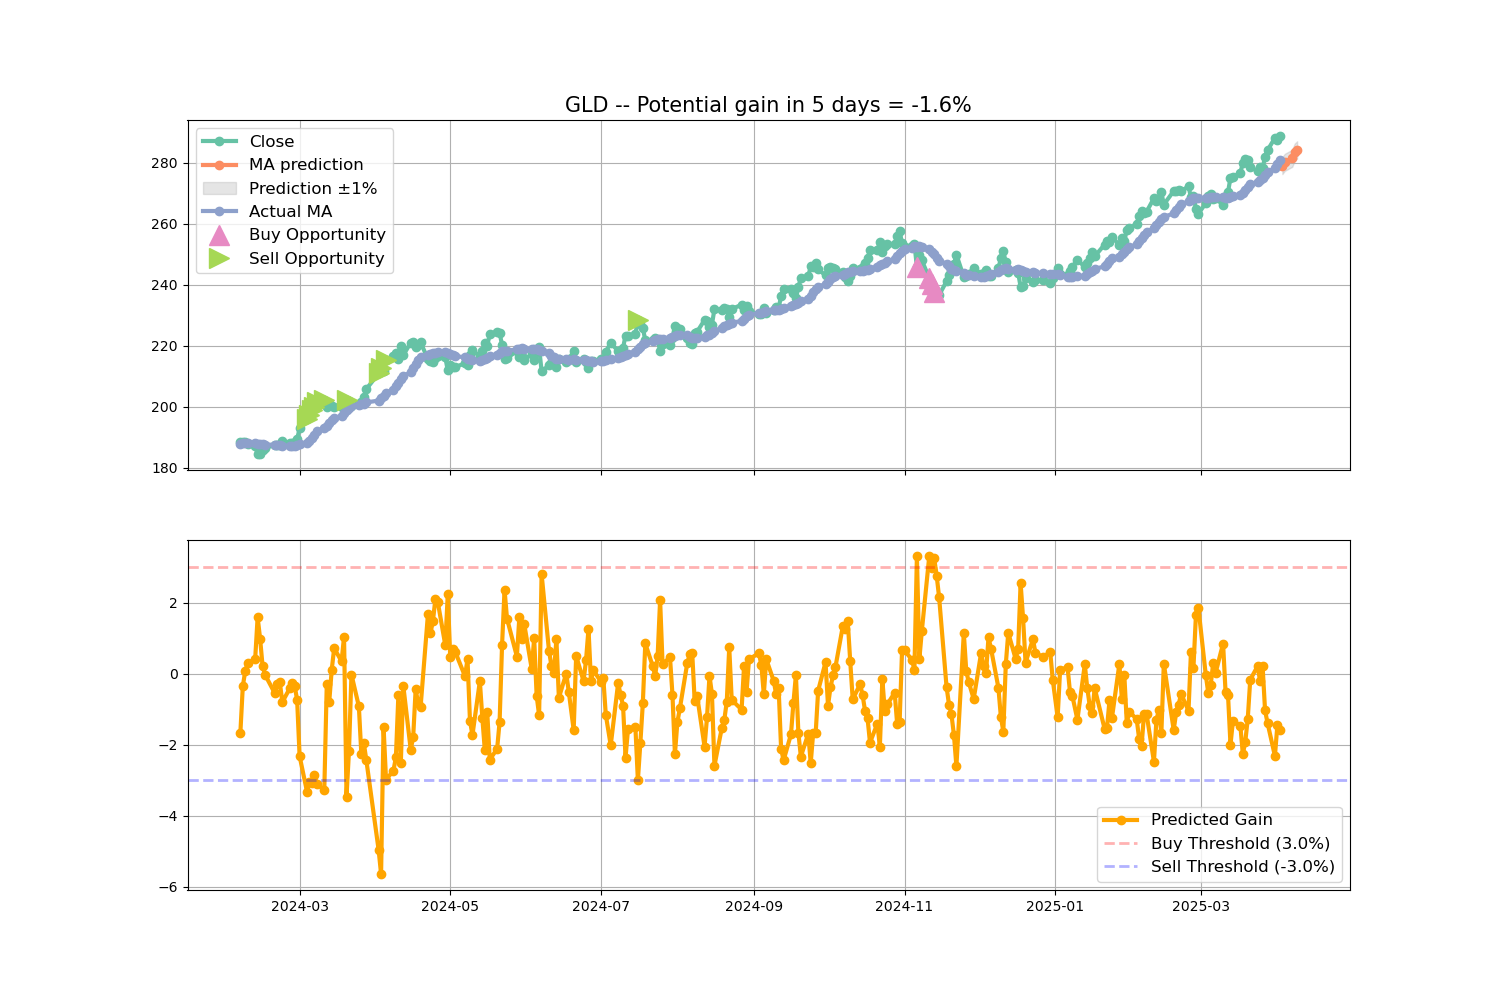 GLD -- Potential gain in 5 days = -1.6%
Close
MA prediction
Prediction ±1%
Actual MA
Buy Opportunity
Sell Opportunity
280
260
240
220
200
180
2
0
−2
−4
−6
Predicted Gain
Buy Threshold (3.0%)
Sell Threshold (-3.0%)
2024-03 2024-05 2024-07 2024-09 2024-11 2025-01 2025-03